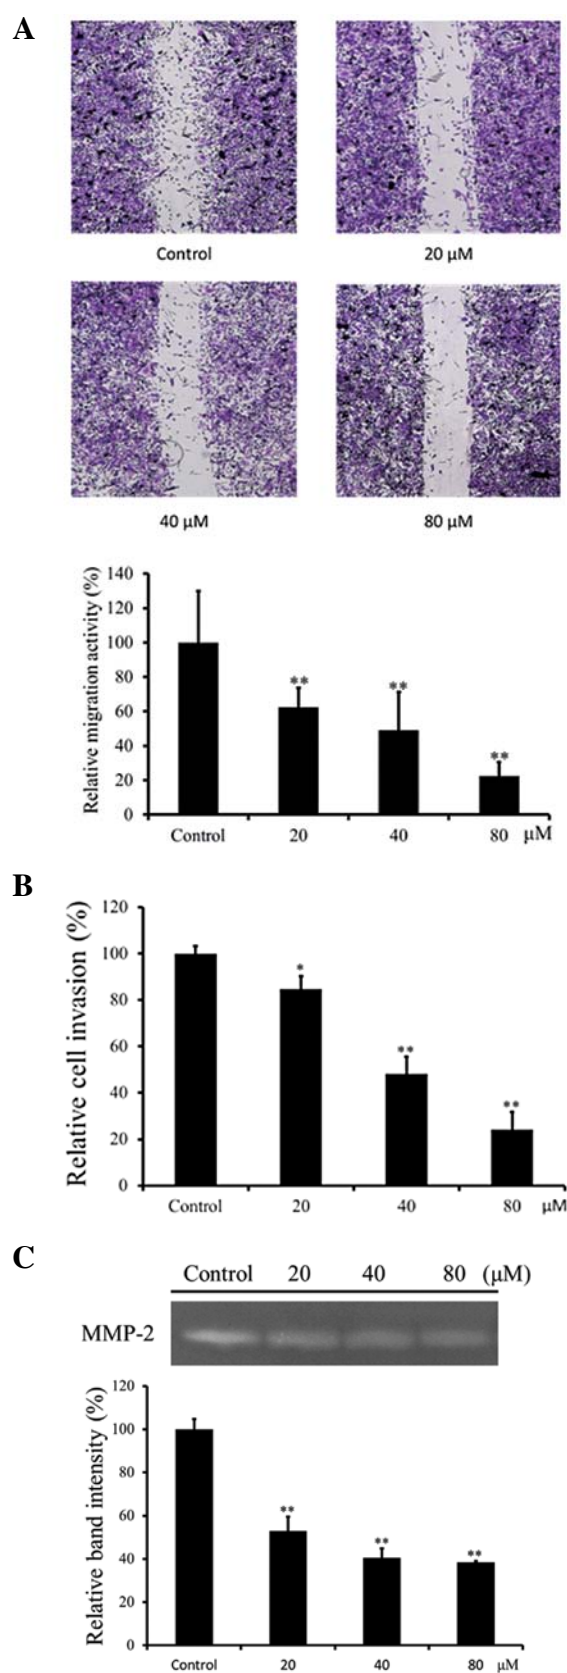 A
Control
20 μM
40 μM
80 μM
Relative migration activity (%)
140
120
100
80
60
40
20
0
**
**
**
Control 20 40 80 μM
B
Relative cell invasion (%)
120
100
80
60
40
20
0
*
**
**
Control 20 40 80 μM
C
Control 20 40 80 (μM)
MMP-2
Relative band intensity (%)
120
100
80
60
40
20
0
**
**
**
Control 20 40 80 μM